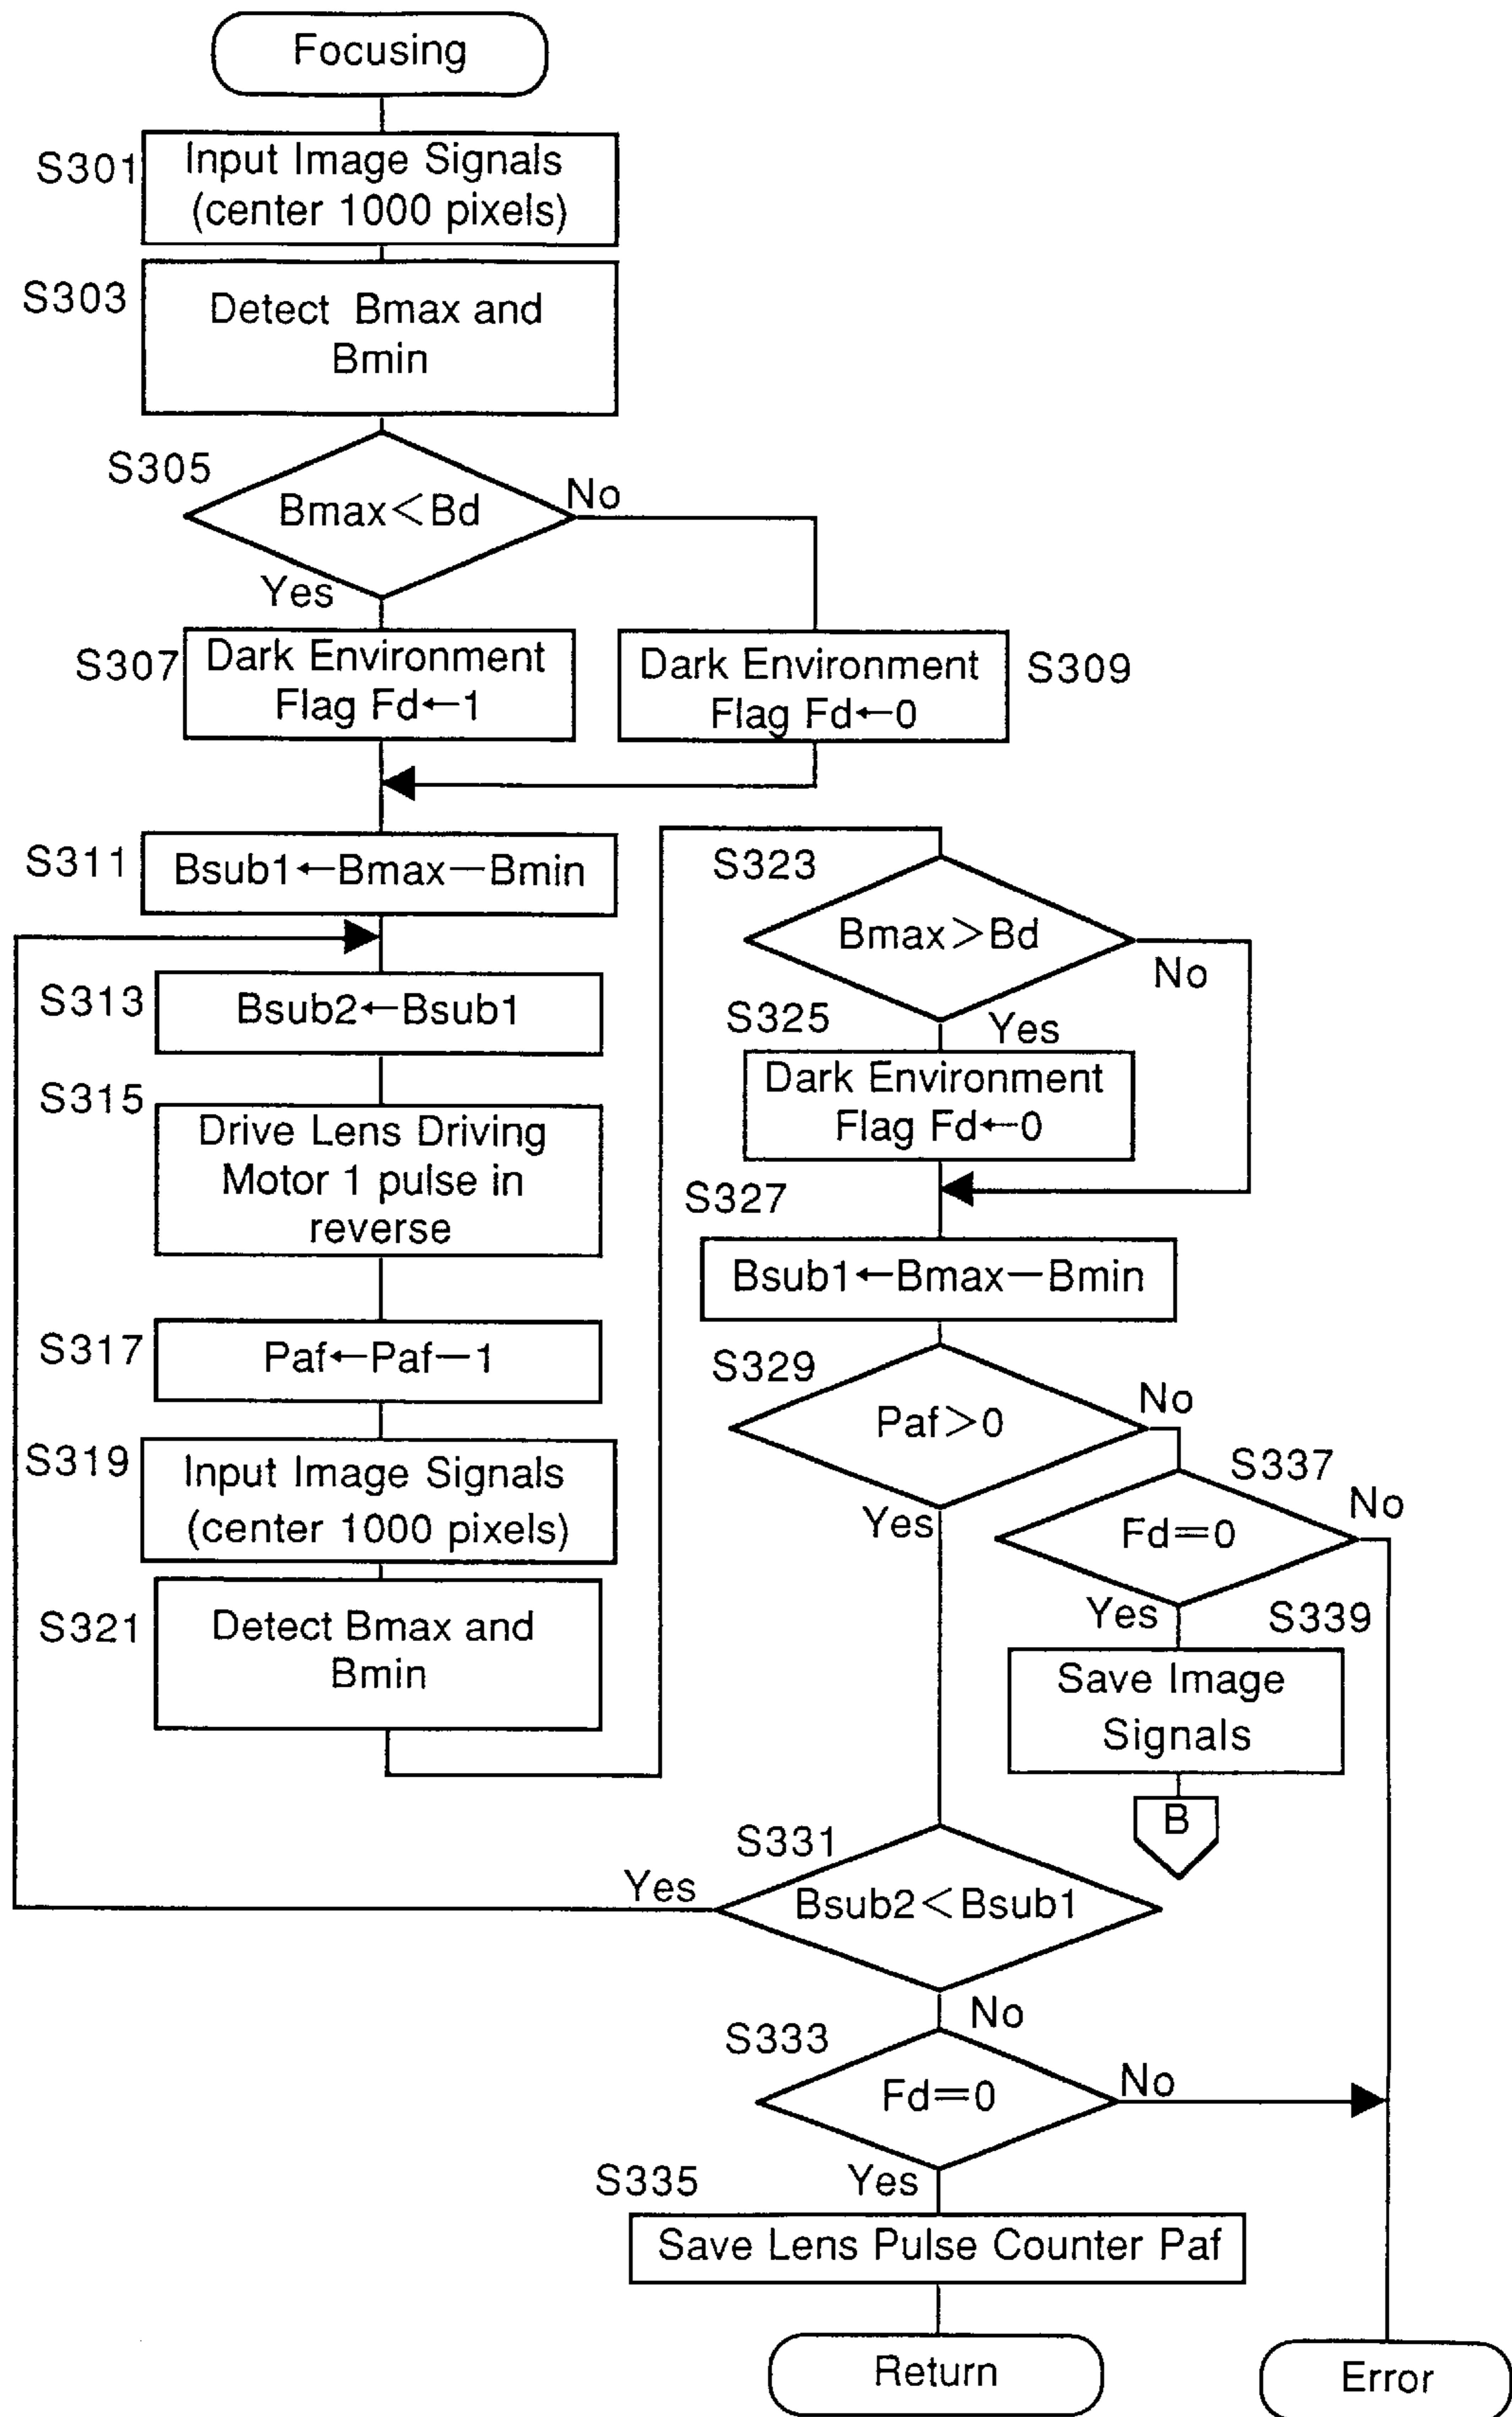 Focusing
S301
Input Image Signals
(center 1000 pixels)
S303
Detect Bmax and
Bmin
S305
Bmax<Bd
No
Yes
S307
Dark Environment
Flag Fd←1
Dark Environment
Flag Fd←0
S309
S311
Bsub1←Bmax−Bmin
S313
Bsub2←Bsub1
S315
Drive Lens Driving
Motor 1 pulse in
reverse
S317
Paf←Paf−1
S319
Input Image Signals
(center 1000 pixels)
S321
Detect Bmax and
Bmin
S323
Bmax>Bd
No
S325
Yes
Dark Environment
Flag Fd←0
S327
Bsub1←Bmax−Bmin
S329
Paf>0
No
Yes
S337
Fd=0
No
Yes
S339
Save Image
Signals
B
S331
Yes
Bsub2<Bsub1
No
S333
Fd=0
No
S335
Yes
Save Lens Pulse Counter Paf
Return
Error